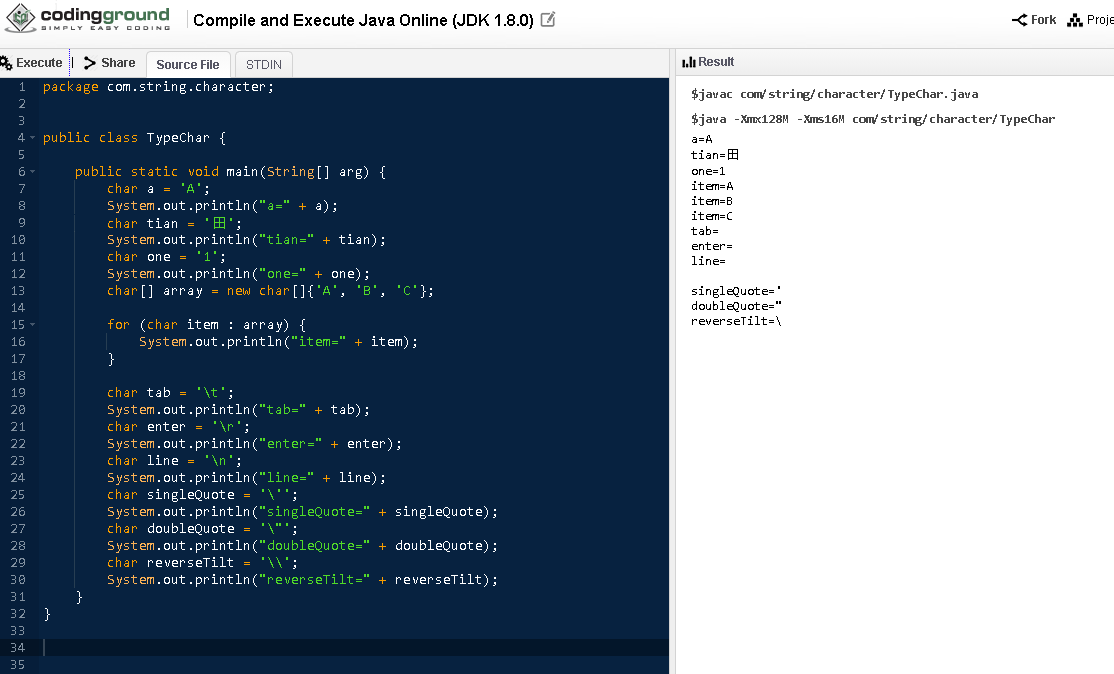 codingground
SIMPLY EASY CODING
Compile and Execute Java Online (JDK 1.8.0)
Fork
Proje
Execute
Share
Source File
STDIN
Result
1 package com.string.character;
2
3
4 public class TypeChar {
5
6 public static void main(String[] arg) {
7 char a = 'A';
8 System.out.println("a=" + a);
9 char tian = '田';
10 System.out.println("tian=" + tian);
11 char one = '1';
12 System.out.println("one=" + one);
13 char[] array = new char[]{'A', 'B', 'C'};
14
15 for (char item : array) {
16 System.out.println("item=" + item);
17 }
18
19 char tab = '\t';
20 System.out.println("tab=" + tab);
21 char enter = '\r';
22 System.out.println("enter=" + enter);
23 char line = '\n';
24 System.out.println("line=" + line);
25 char singleQuote = '\'';
26 System.out.println("singleQuote=" + singleQuote);
27 char doubleQuote = '\"';
28 System.out.println("doubleQuote=" + doubleQuote);
29 char reverseTilt = '\\';
30 System.out.println("reverseTilt=" + reverseTilt);
31 }
32 }
33
34
35
$javac com/string/character/TypeChar.java
$java -Xmx128M -Xms16M com/string/character/TypeChar
a=A
tian=田
one=1
item=A
item=B
item=C
tab=
enter=
line=
singleQuote='
doubleQuote="
reverseTilt=\